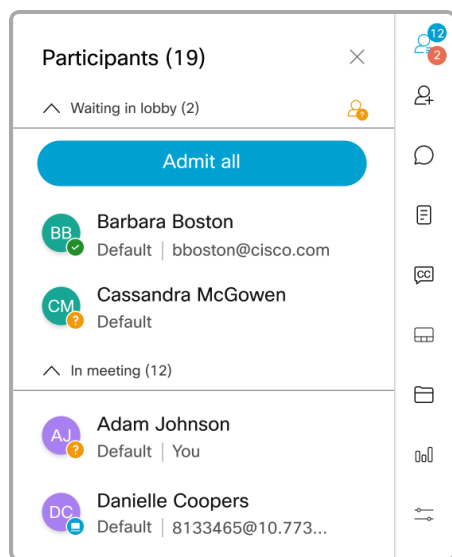 Participants (19)
12
2
Waiting in lobby (2)
?
Admit all
BB
Barbara Boston
Default | bboston@cisco.com
CM
?
Cassandra McGowen
Default
CC
In meeting (12)
AJ
?
Adam Johnson
Default | You
DC
Danielle Coopers
Default | 8133465@10.773...